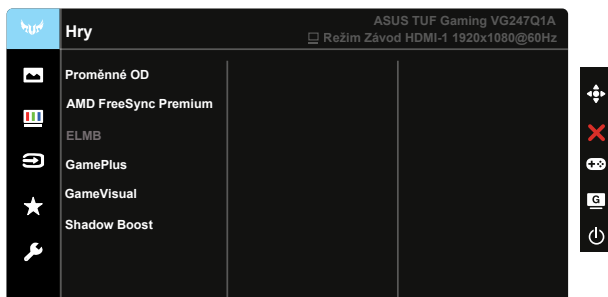 Hry
ASUS TUF Gaming VG247Q1A
Režim Závod HDMI-1 1920x1080@60Hz
Proměnné OD
AMD FreeSync Premium
ELMB
GamePlus
GameVisual
Shadow Boost
G